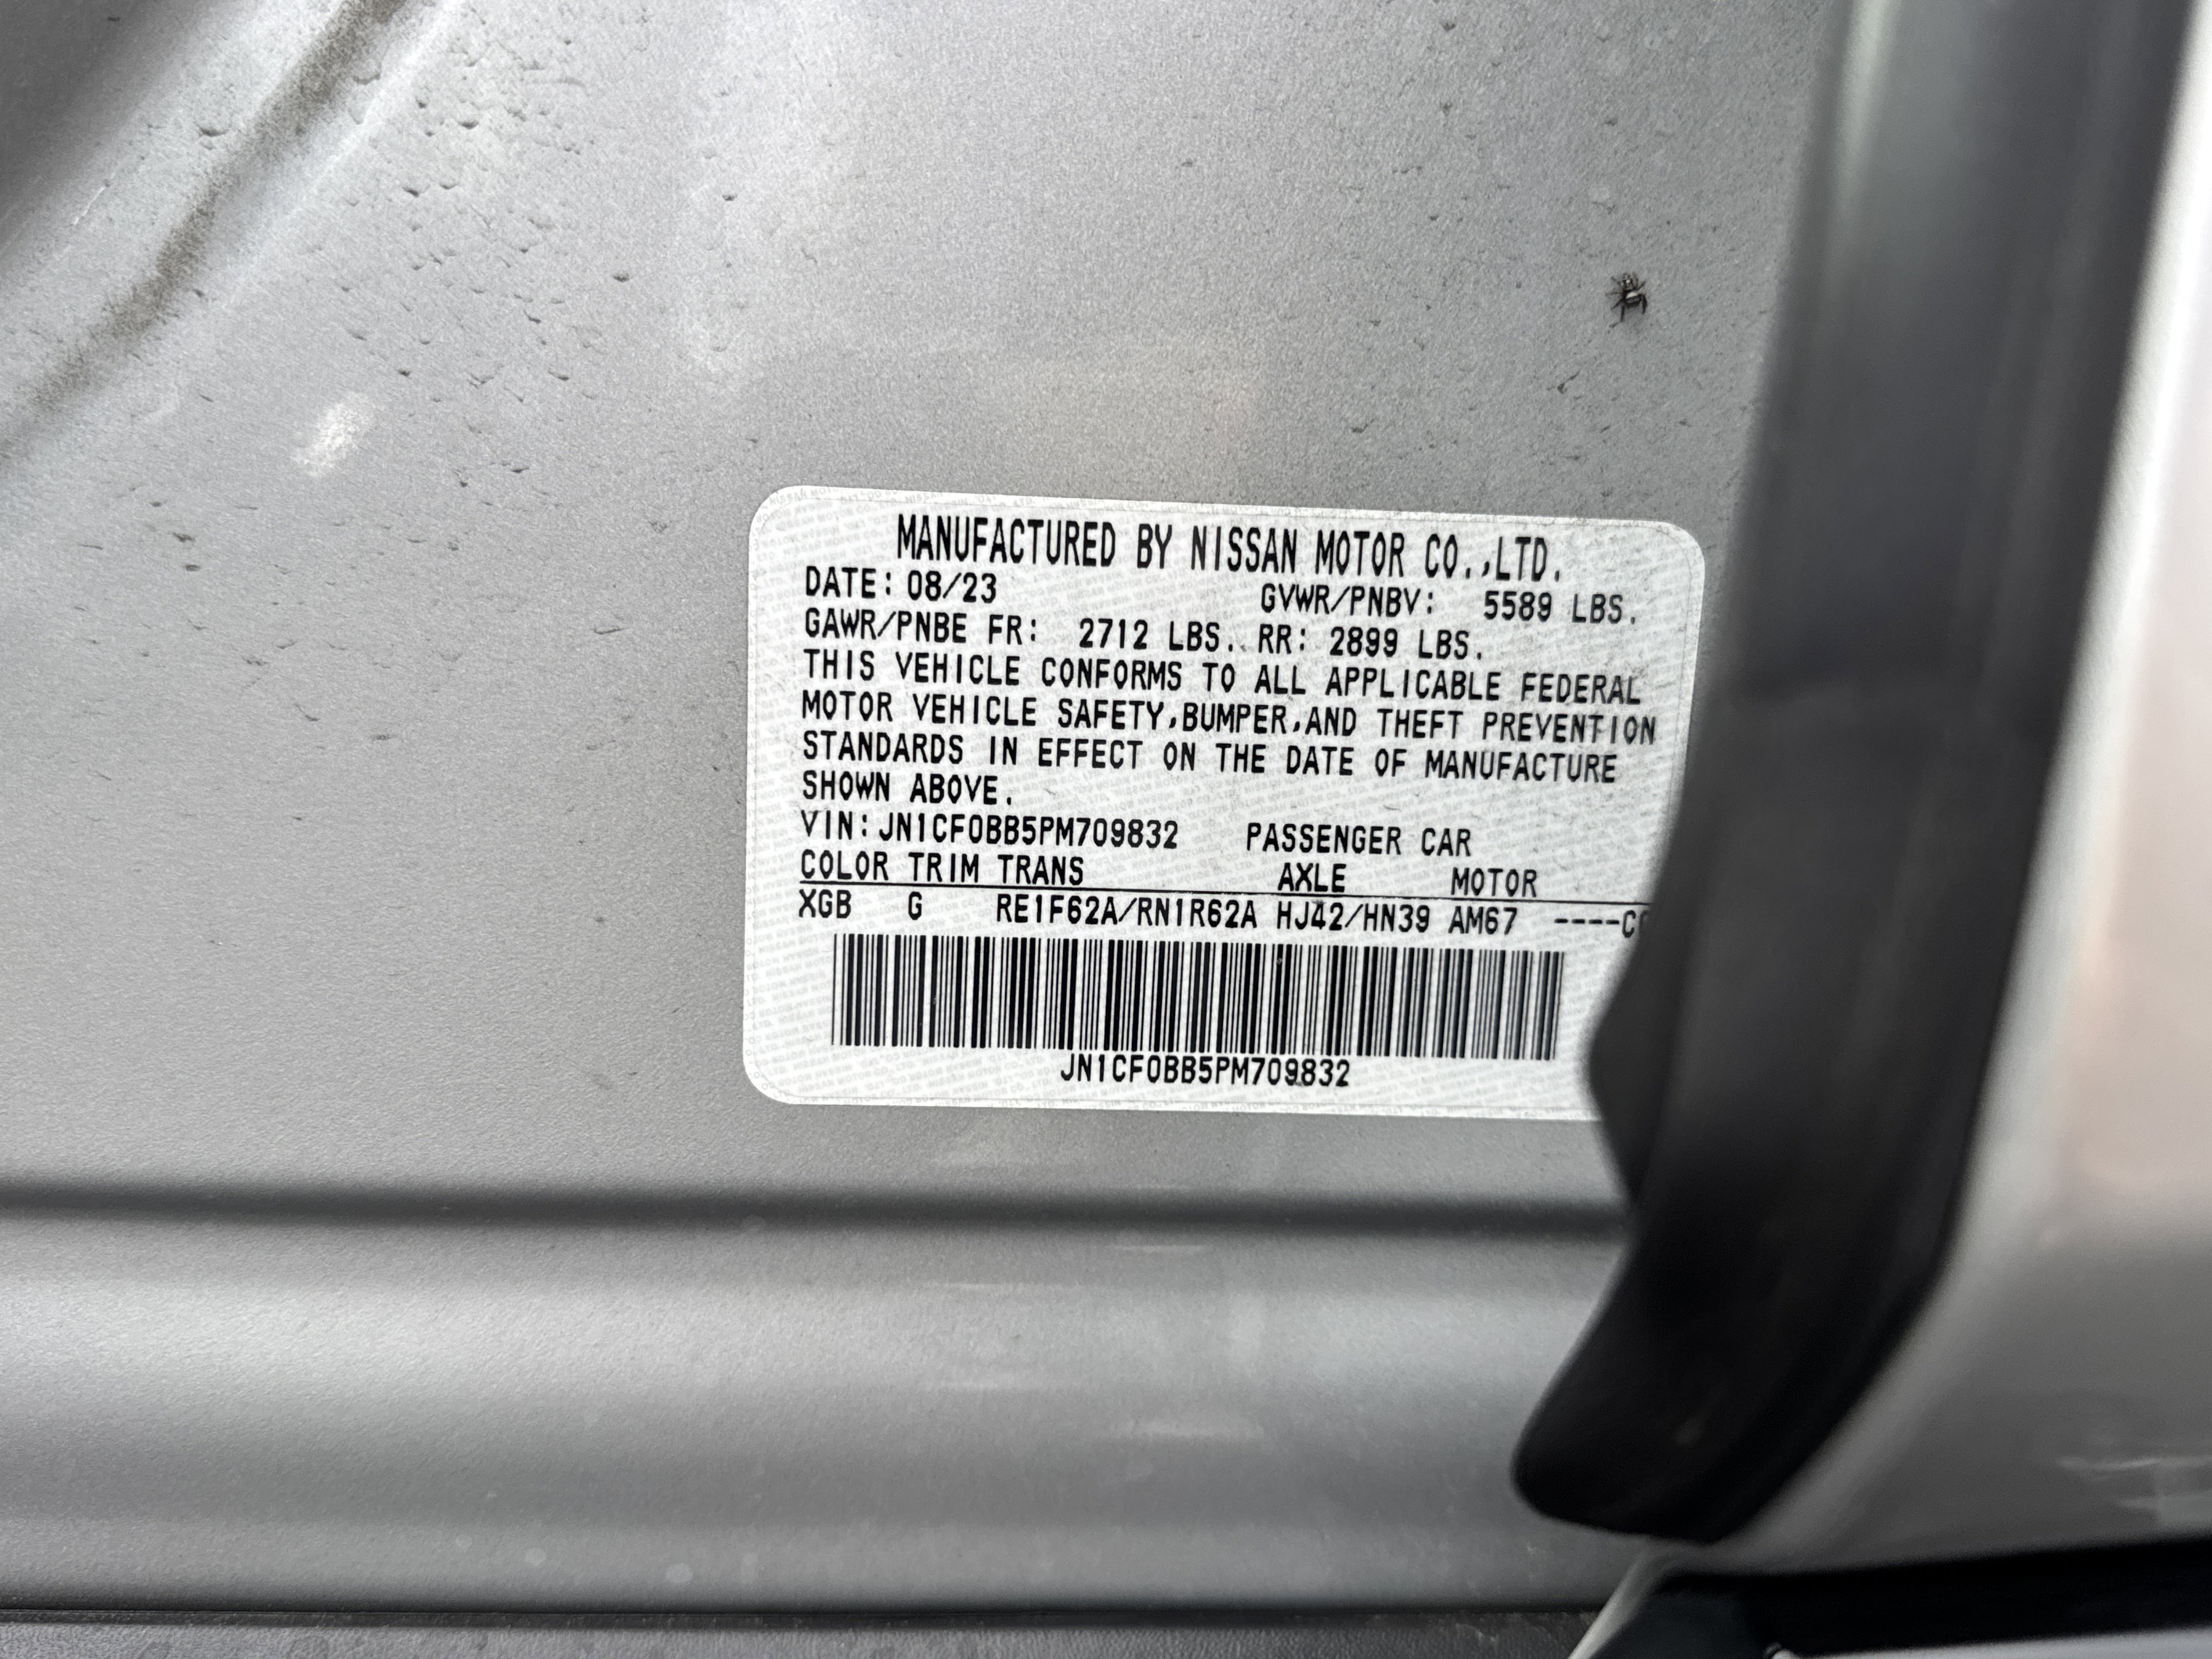 MANUFACTURED BY NISSAN MOTOR CO.,LTD.
DATE: 08/23 GVWR/PNBV: 5589 LBS.
GAWR/PNBE FR: 2712 LBS. RR: 2899 LBS.
THIS VEHICLE CONFORMS TO ALL APPLICABLE FEDERAL
MOTOR VEHICLE SAFETY,BUMPER,AND THEFT PREVENTION
STANDARDS IN EFFECT ON THE DATE OF MANUFACTURE
SHOWN ABOVE.
VIN: JN1CF0BB5PM709832 PASSENGER CAR
COLOR TRIM TRANS AXLE MOTOR
XGB G RE1F62A/RN1R62A HJ42/HN39 AM67
JN1CF0BB5PM709832